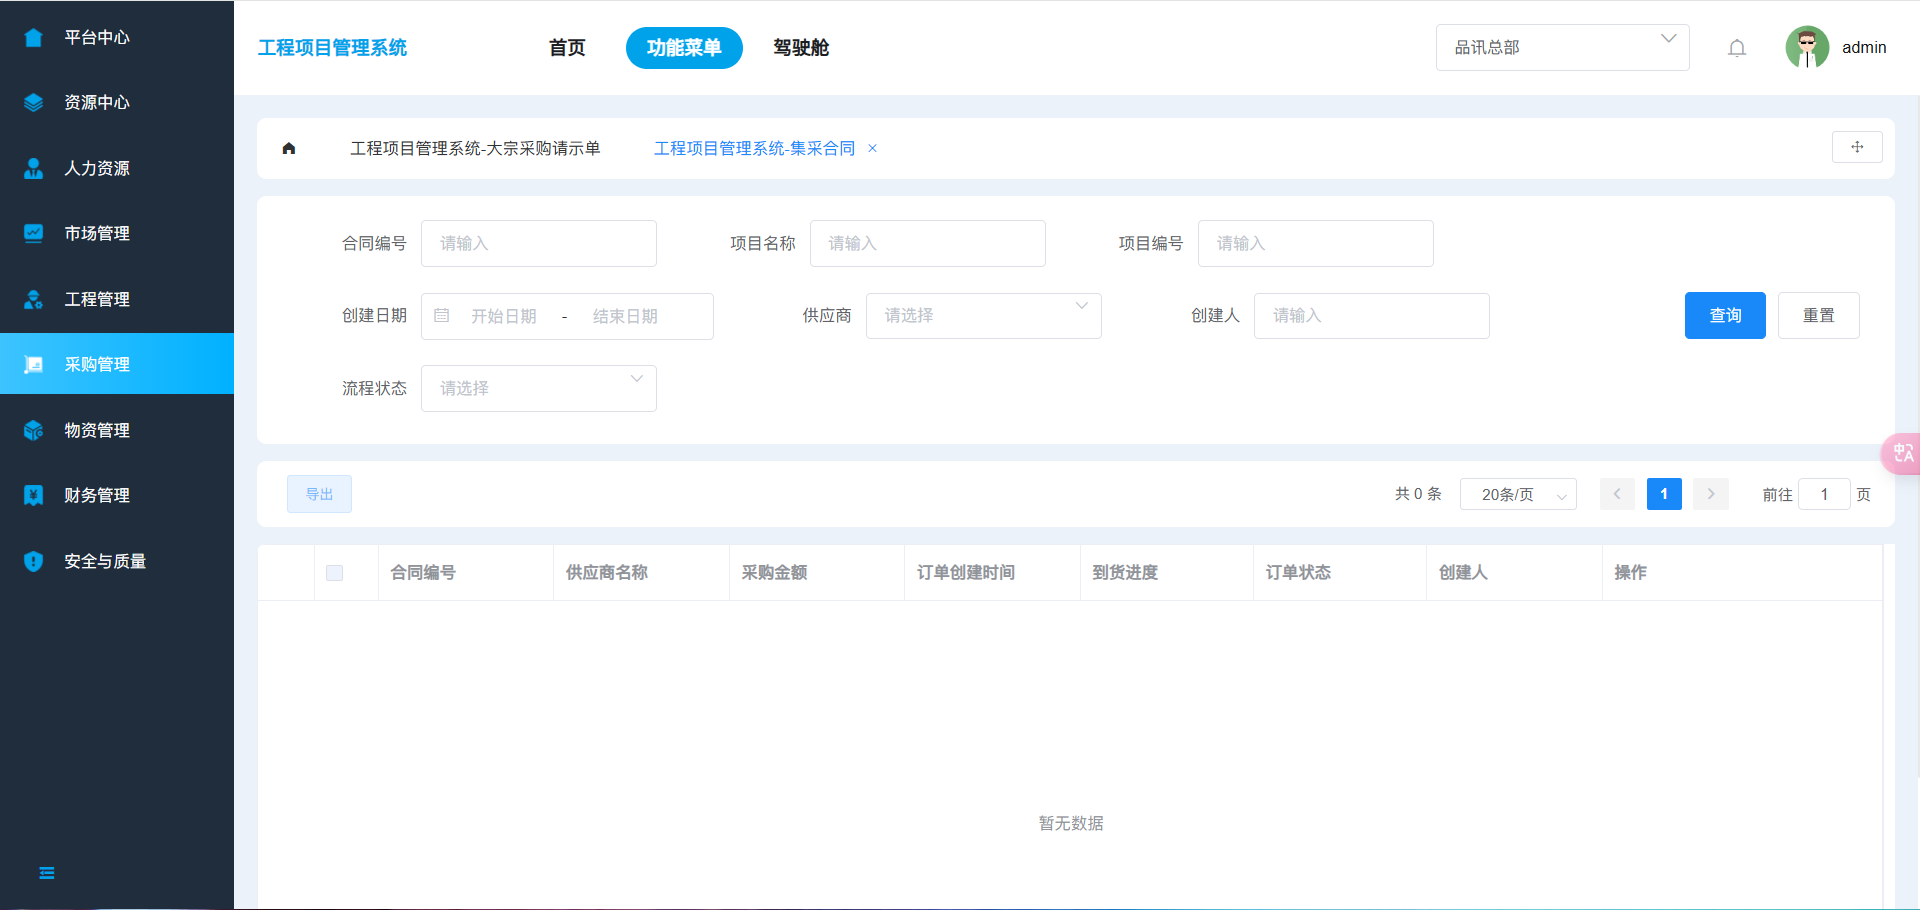 平台中心
资源中心
人力资源
市场管理
工程管理
采购管理
物资管理
财务管理
安全与质量
工程项目管理系统 首页 功能菜单 驾驶舱 品讯总部 admin
工程项目管理系统-大宗采购请示单 工程项目管理系统-集采合同 ×
合同编号 请输入 项目名称 请输入 项目编号 请输入
创建日期 开始日期 - 结束日期 供应商 请选择 创建人 请输入 查询 重置
流程状态 请选择
中A
导出 共 0 条 20条/页 1 前往 1 页
合同编号 供应商名称 采购金额 订单创建时间 到货进度 订单状态 创建人 操作
暂无数据